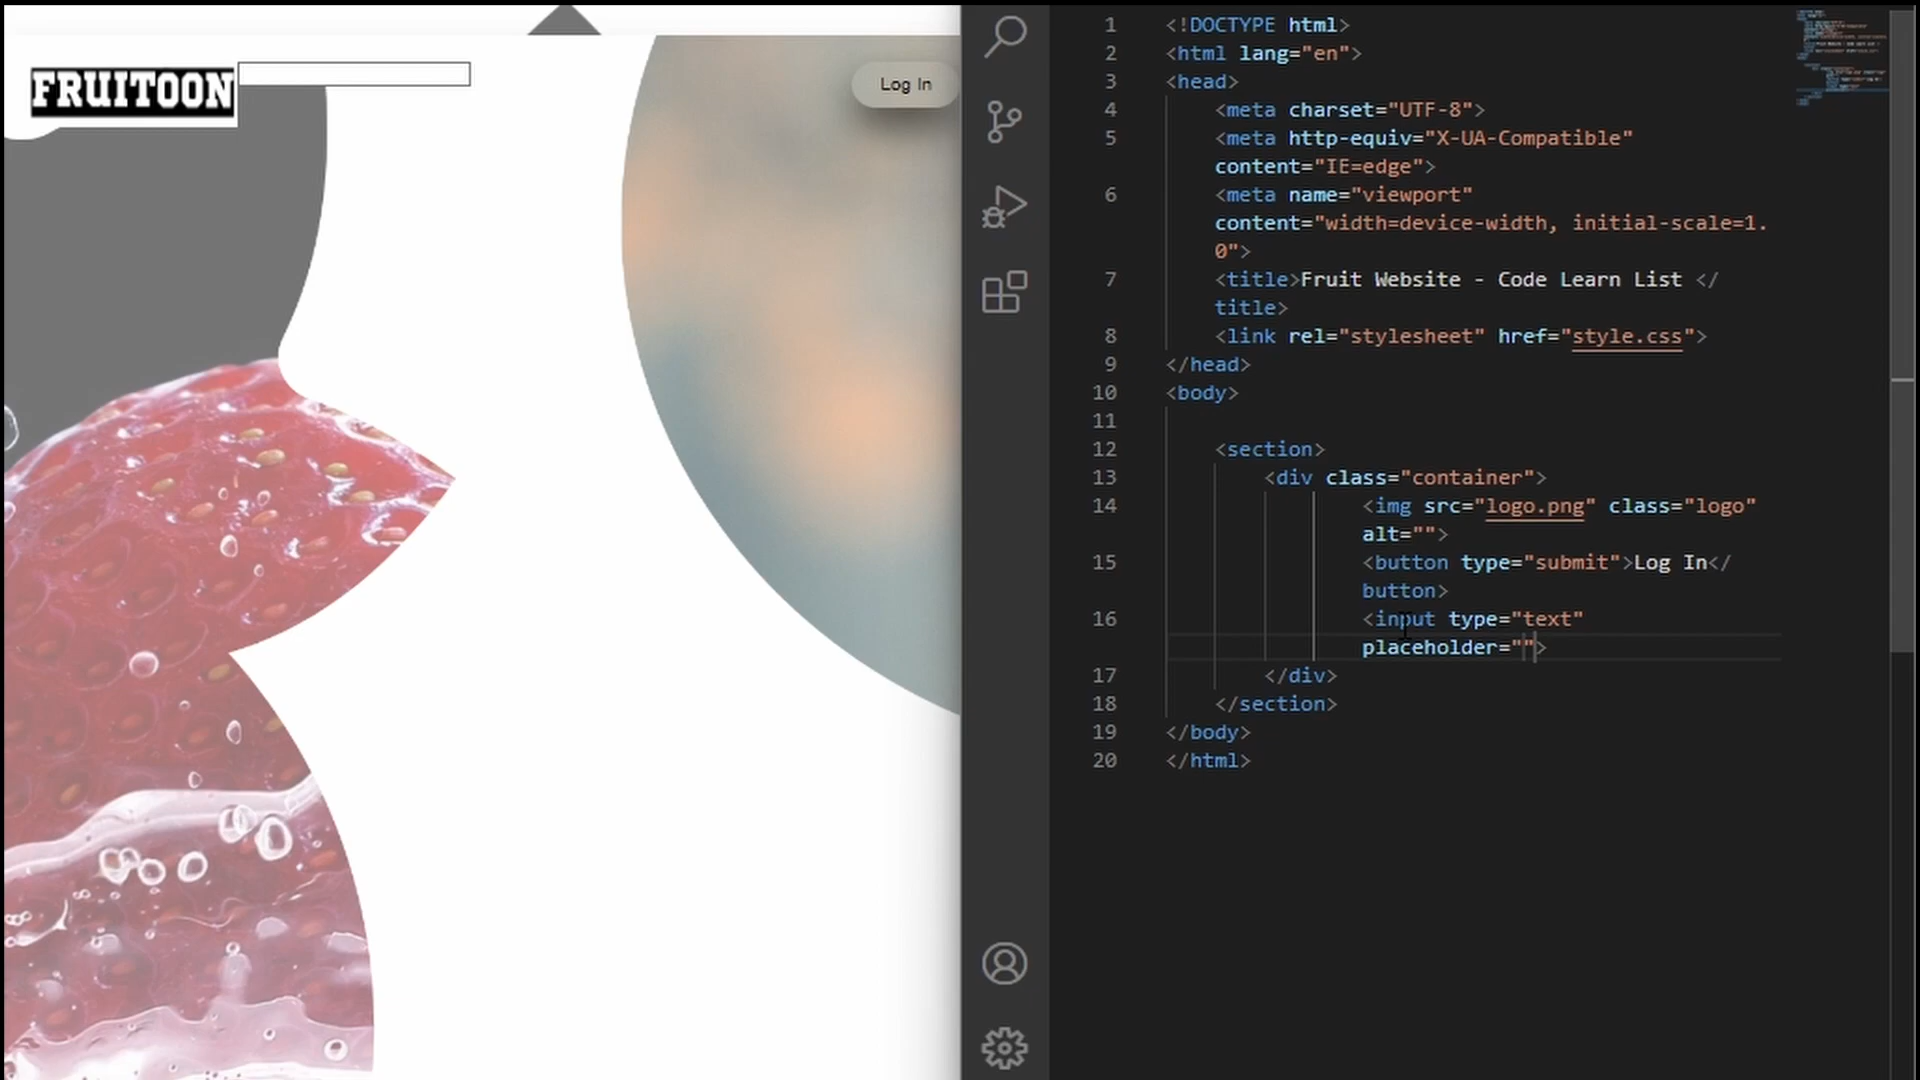 FRUITOON
Log In
1 <!DOCTYPE html>
2 <html lang="en">
3 <head>
4 <meta charset="UTF-8">
5 <meta http-equiv="X-UA-Compatible"
content="IE=edge">
6 <meta name="viewport"
content="width=device-width, initial-scale=1.
0">
7 <title>Fruit Website - Code Learn List </
title>
8 <link rel="stylesheet" href="style.css">
9 </head>
10 <body>
11
12 <section>
13 <div class="container">
14 <img src="logo.png" class="logo"
alt="">
15 <button type="submit">Log In</
button>
16 <input type="text"
placeholder="">
17 </div>
18 </section>
19 </body>
20 </html>